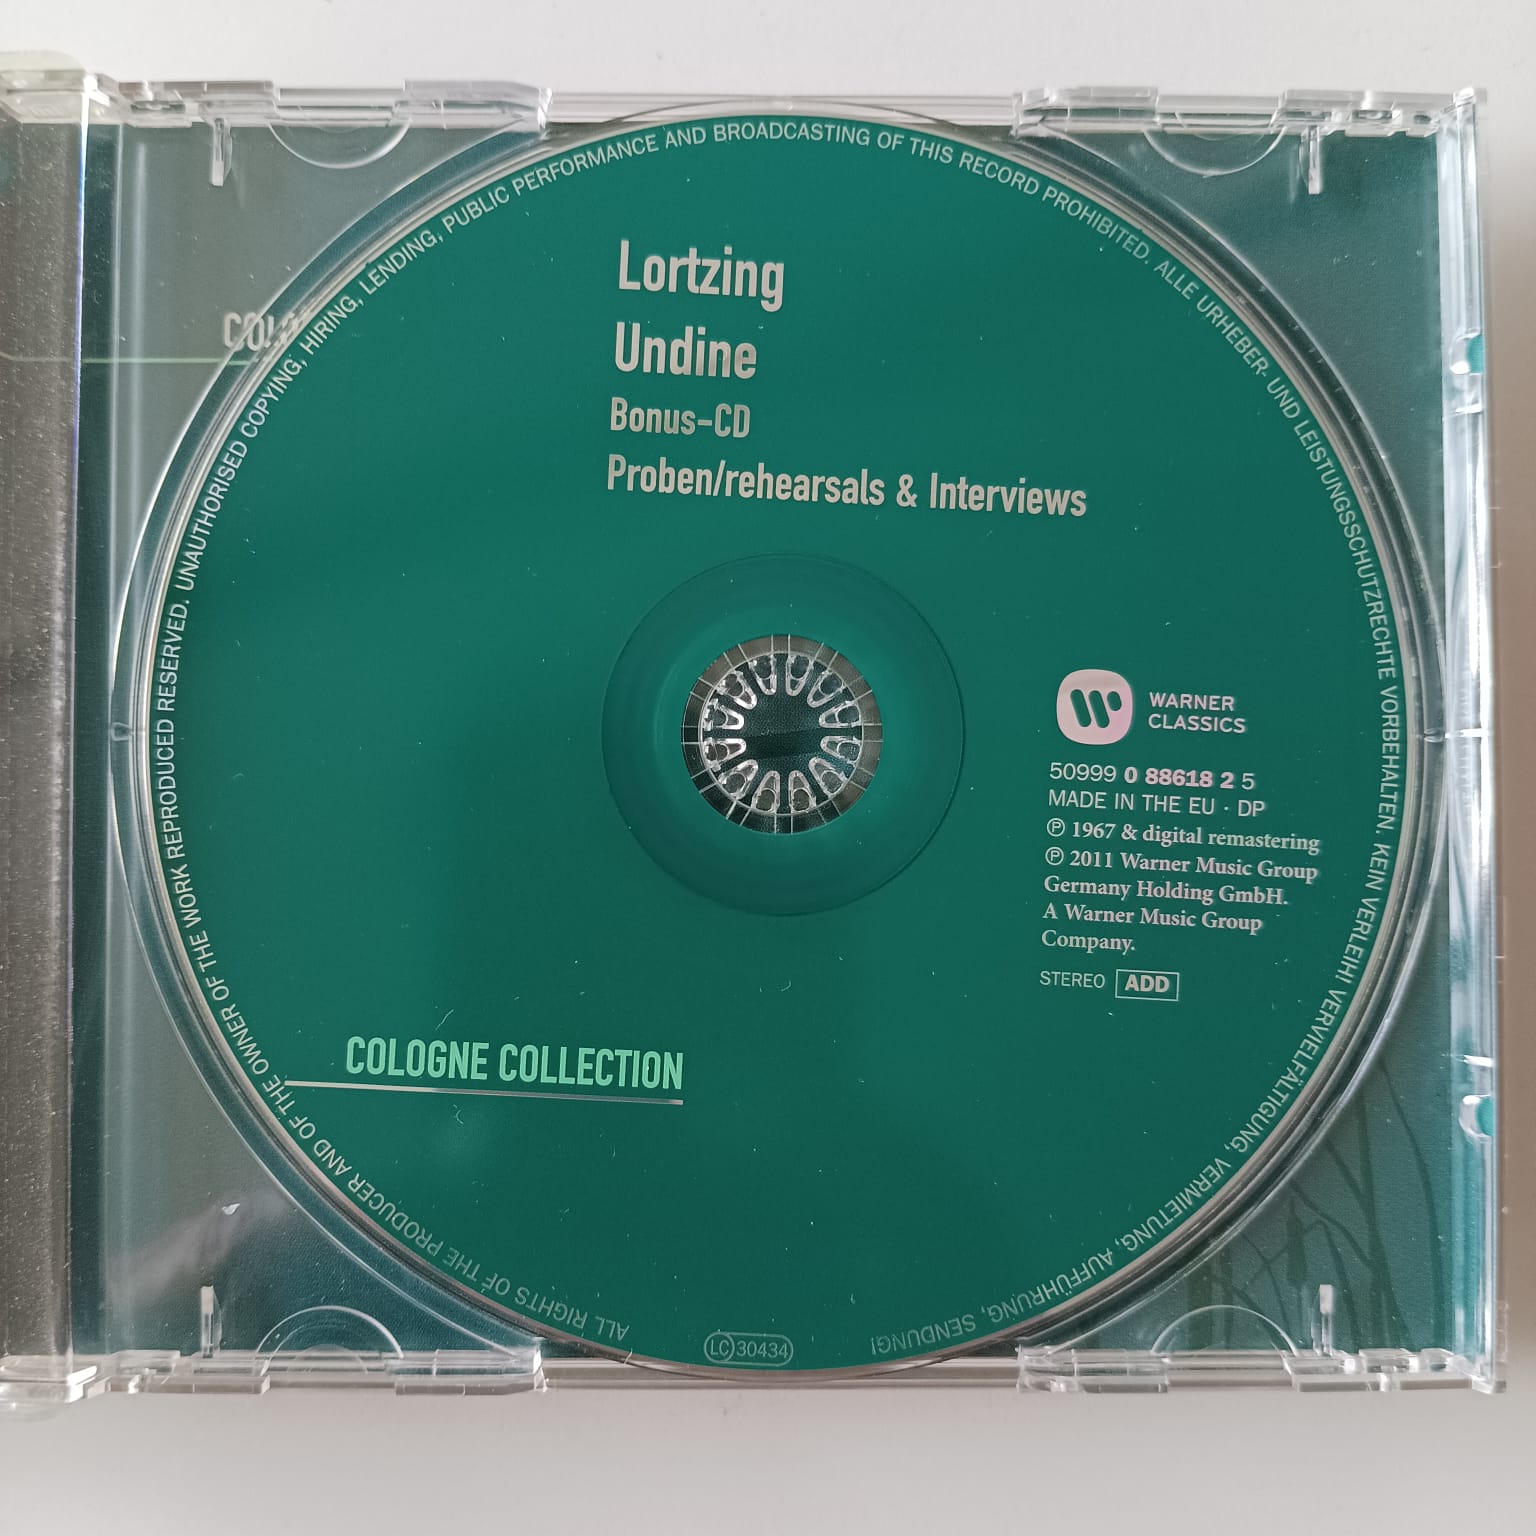 Lortzing
Undine
Bonus-CD
Proben/rehearsals & Interviews
WARNER
CLASSICS
50999 0 88618 2 5
MADE IN THE EU · DP
℗ 1967 & digital remastering
℗ 2011 Warner Music Group
Germany Holding GmbH.
A Warner Music Group
Company.
STEREO ADD
COLOGNE COLLECTION
ALL RIGHTS OF THE PRODUCER AND OF THE OWNER OF THE WORK REPRODUCED RESERVED. UNAUTHORISED COPYING, HIRING, LENDING, PUBLIC PERFORMANCE AND BROADCASTING OF THIS RECORD PROHIBITED. ALLE URHEBER- UND LEISTUNGSSCHUTZRECHTE VORBEHALTEN. KEIN VERLEIH! VERVIELFÄLTIGUNG, VERMIETUNG, AUFFÜHRUNG, SENDUNG!
LC 30434